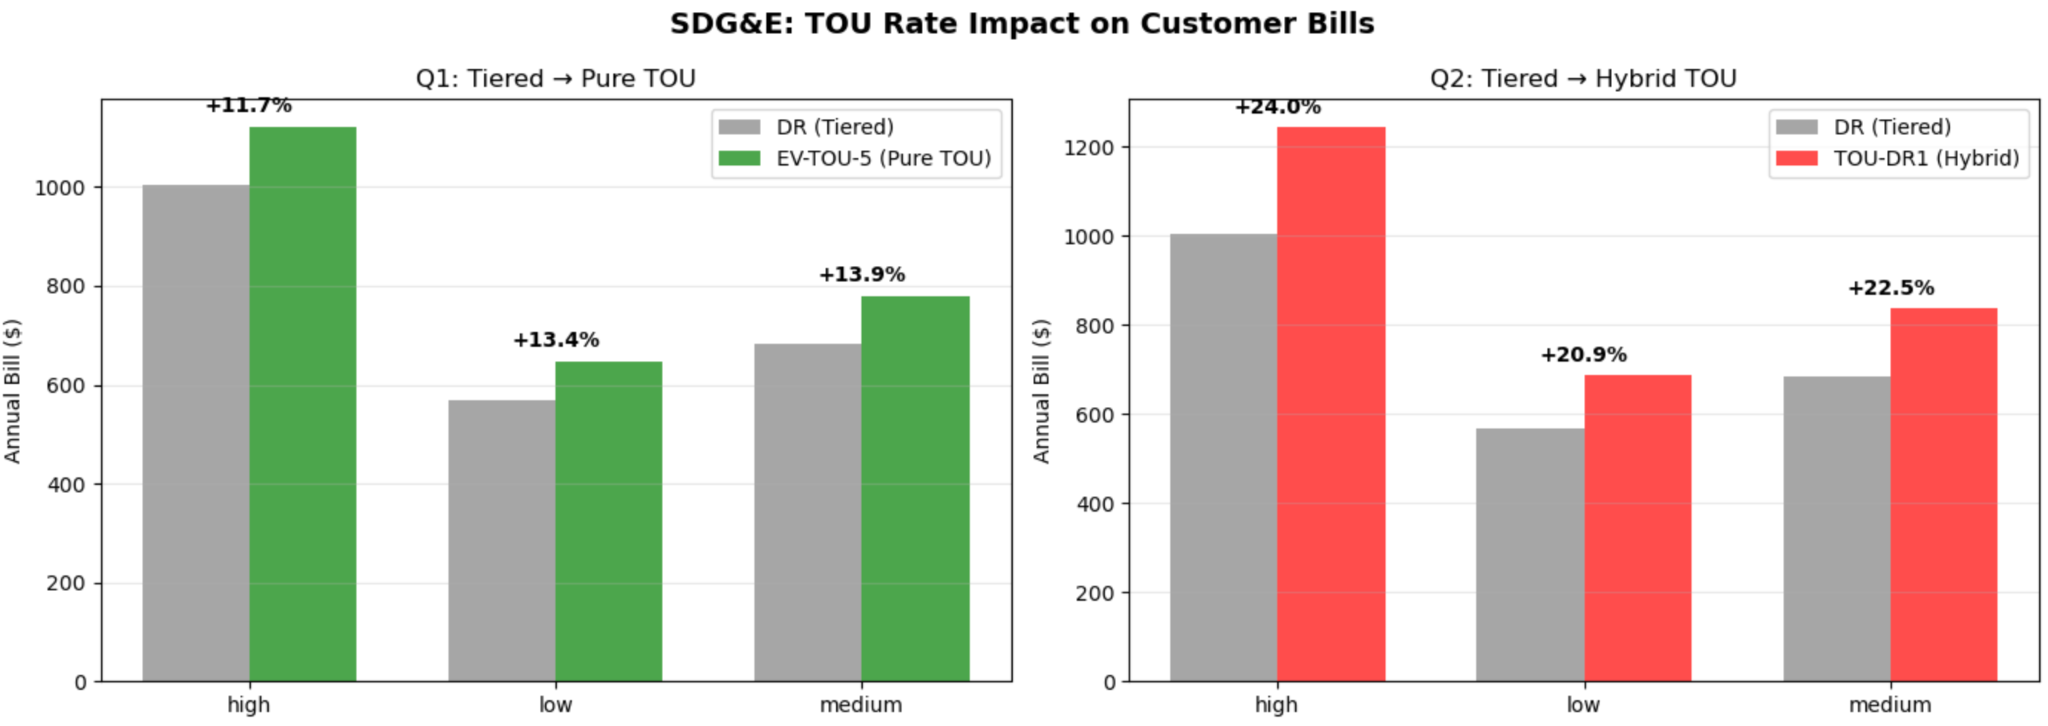 SDG&E: TOU Rate Impact on Customer Bills
Q1: Tiered → Pure TOU
+11.7%
DR (Tiered)
EV-TOU-5 (Pure TOU)
+13.4%
+13.9%
Annual Bill ($)
1000
800
600
400
200
0
high
low
medium
Q2: Tiered → Hybrid TOU
+24.0%
DR (Tiered)
TOU-DR1 (Hybrid)
+20.9%
+22.5%
Annual Bill ($)
1200
1000
800
600
400
200
0
high
low
medium